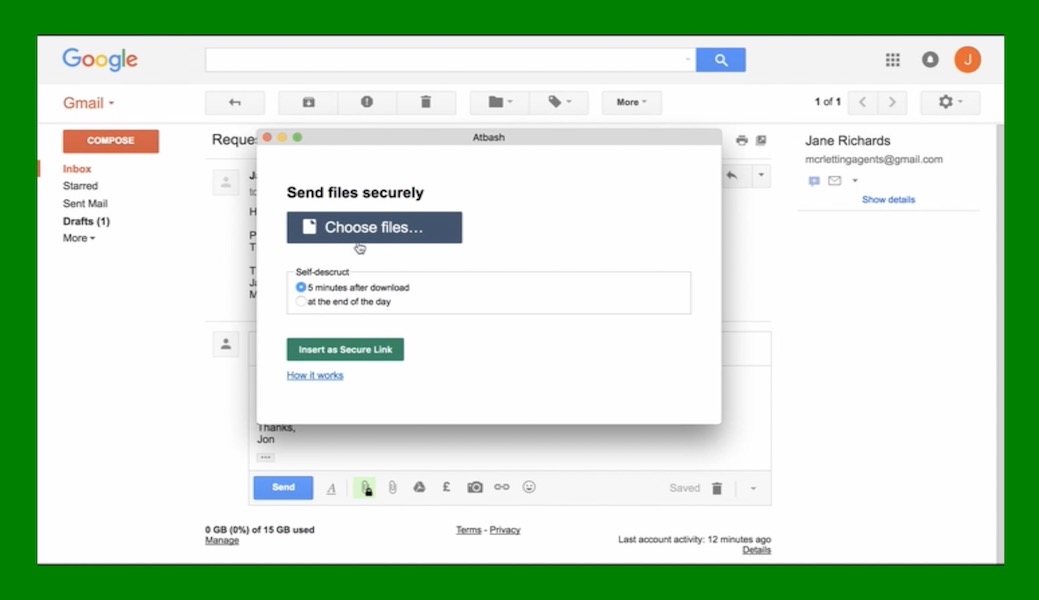 Google
J
Gmail
More
1 of 1
COMPOSE
Inbox
Starred
Sent Mail
Drafts (1)
More
Atbash
Send files securely
Choose files...
Self-descruct
5 minutes after download
at the end of the day
Insert as Secure Link
How it works
Thanks,
Jon
Send
A
£
Saved
Jane Richards
mcrlettingagents@gmail.com
Show details
0 GB (0%) of 15 GB used
Manage
Terms - Privacy
Last account activity: 12 minutes ago
Details